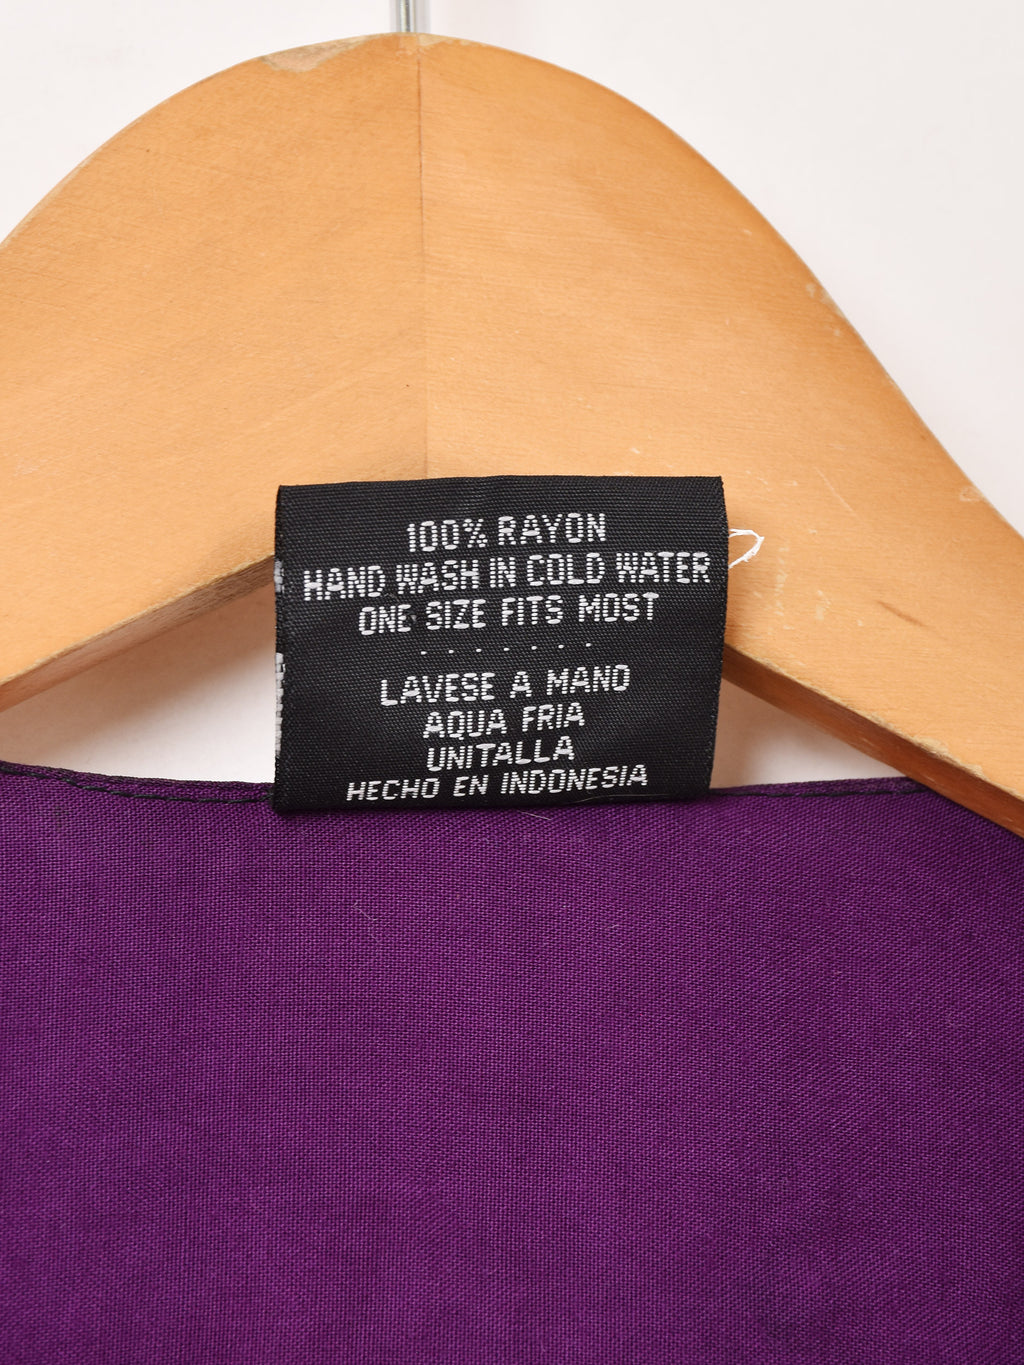 100% RAYON
HAND WASH IN COLD WATER
ONE SIZE FITS MOST
. . . . . . .
LAVESE A MANO
AQUA FRIA
UNITALLA
HECHO EN INDONESIA